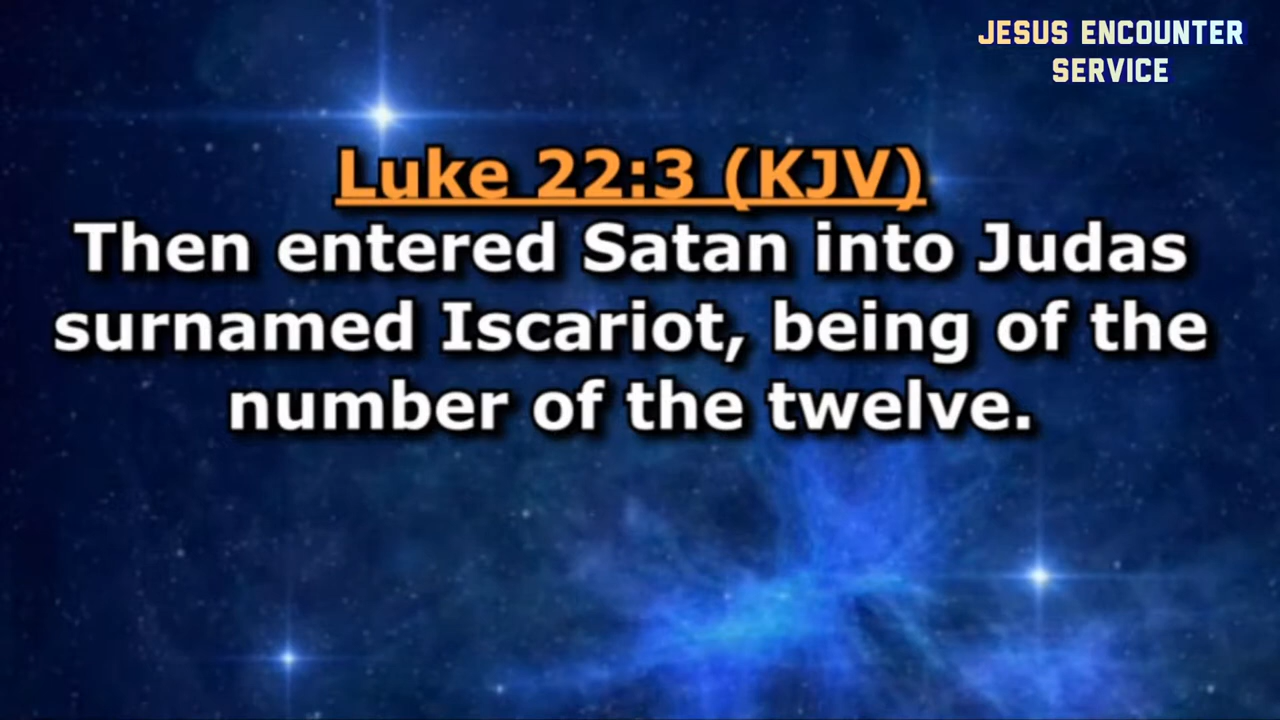 JESUS ENCOUNTER
SERVICE
Luke 22:3 (KJV)
Then entered Satan into Judas
surnamed Iscariot, being of the
number of the twelve.